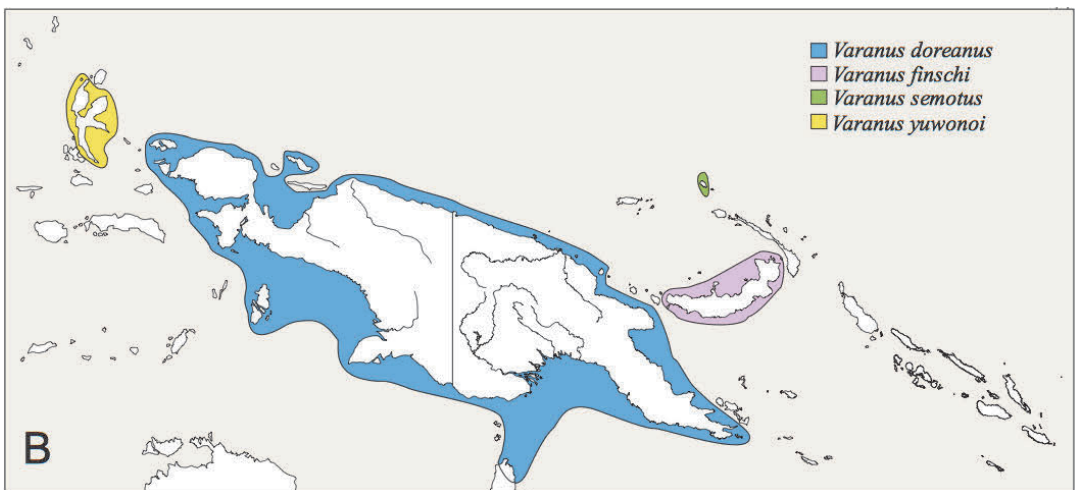 Varanus doreanus
Varanus finschi
Varanus semotus
Varanus yuwonoi
B